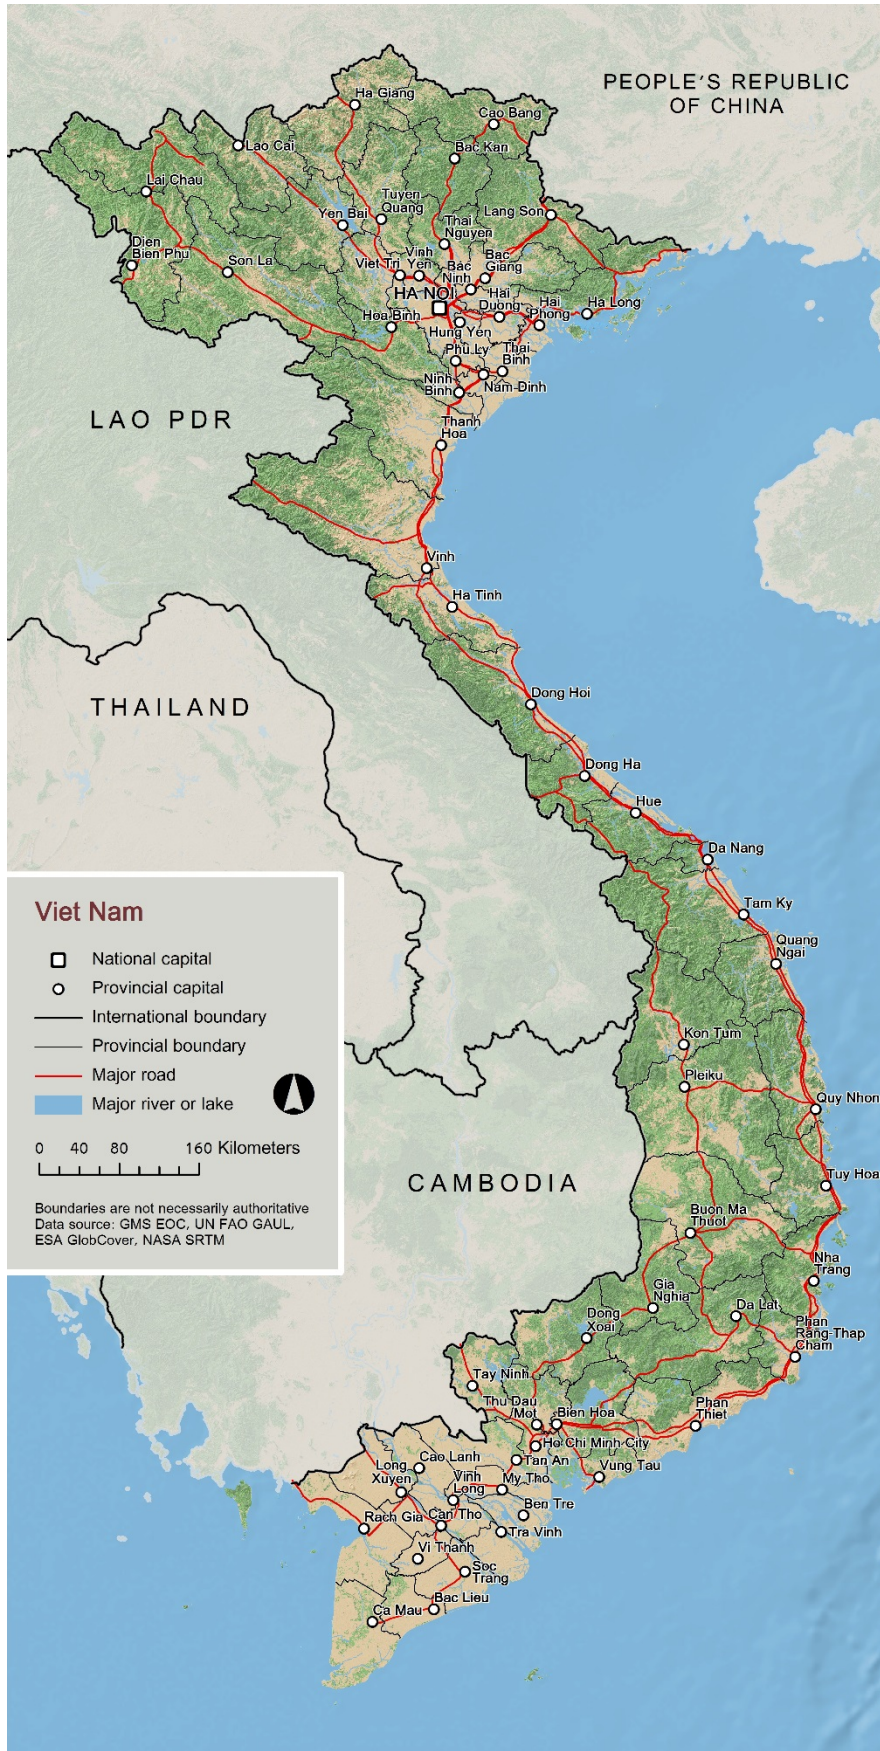 PEOPLE'S REPUBLIC
OF CHINA
Ha Giang
Cao Bang
Lao Cai
Bac Kan
Lai Chau
Tuyen
Quang
Yen Bai
Lang Son
Thai
Nguyen
Dien
Bien Phu
Son La
Viet Tri
Vinh
Yen
Bac
Ninh
Bac
Giang
HA NOI
Hai
Duong
Hai
Phong
Ha Long
Hoa Binh
Hung Yen
Phu Ly
Thai
Binh
Ninh
Binh
Nam Dinh
LAO PDR
Thanh
Hoa
Vinh
Ha Tinh
THAILAND
Dong Hoi
Dong Ha
Hue
Da Nang
Tam Ky
Quang
Ngai
Kon Tum
Pleiku
Quy Nhon
CAMBODIA
Tuy Hoa
Buon Ma
Thuot
Nha
Trang
Gia
Nghia
Da Lat
Dong
Xoai
Phan
Rang-Thap
Cham
Tay Ninh
Thu Dau
Mot
Bien Hoa
Phan
Thiet
Ho Chi Minh City
Cao Lanh
Tan An
Long
Xuyen
Vinh
Long
My Tho
Vung Tau
Ben Tre
Rach Gia
Can Tho
Tra Vinh
Vi Thanh
Soc
Trang
Bac Lieu
Ca Mau
Viet Nam
National capital
Provincial capital
International boundary
Provincial boundary
Major road
Major river or lake
0 40 80 160 Kilometers
Boundaries are not necessarily authoritative
Data source: GMS EOC, UN FAO GAUL,
ESA GlobCover, NASA SRTM